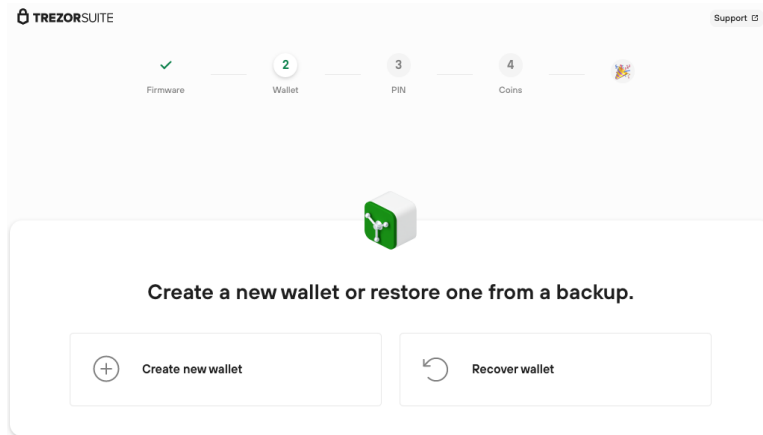 TREZORSUITE
Support
2
3
4
Firmware
Wallet
PIN
Coins
Create a new wallet or restore one from a backup.
Create new wallet
Recover wallet